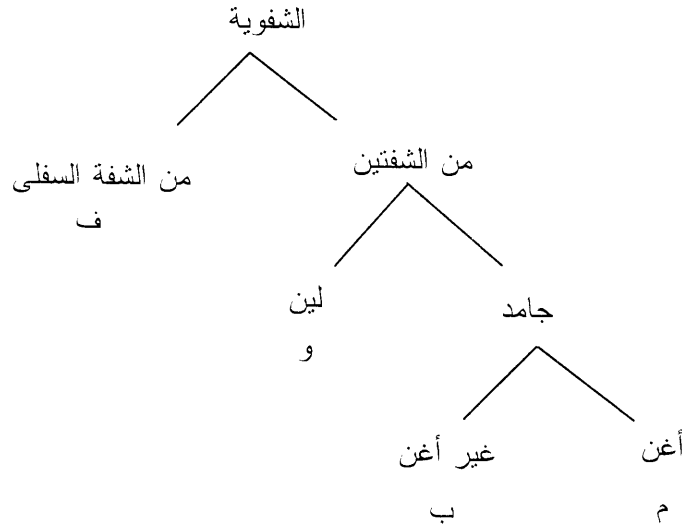 الشفوية
من الشفتين
من الشفة السفلى
ف
جامد
لين
و
أغن
غير أغن
م
ب